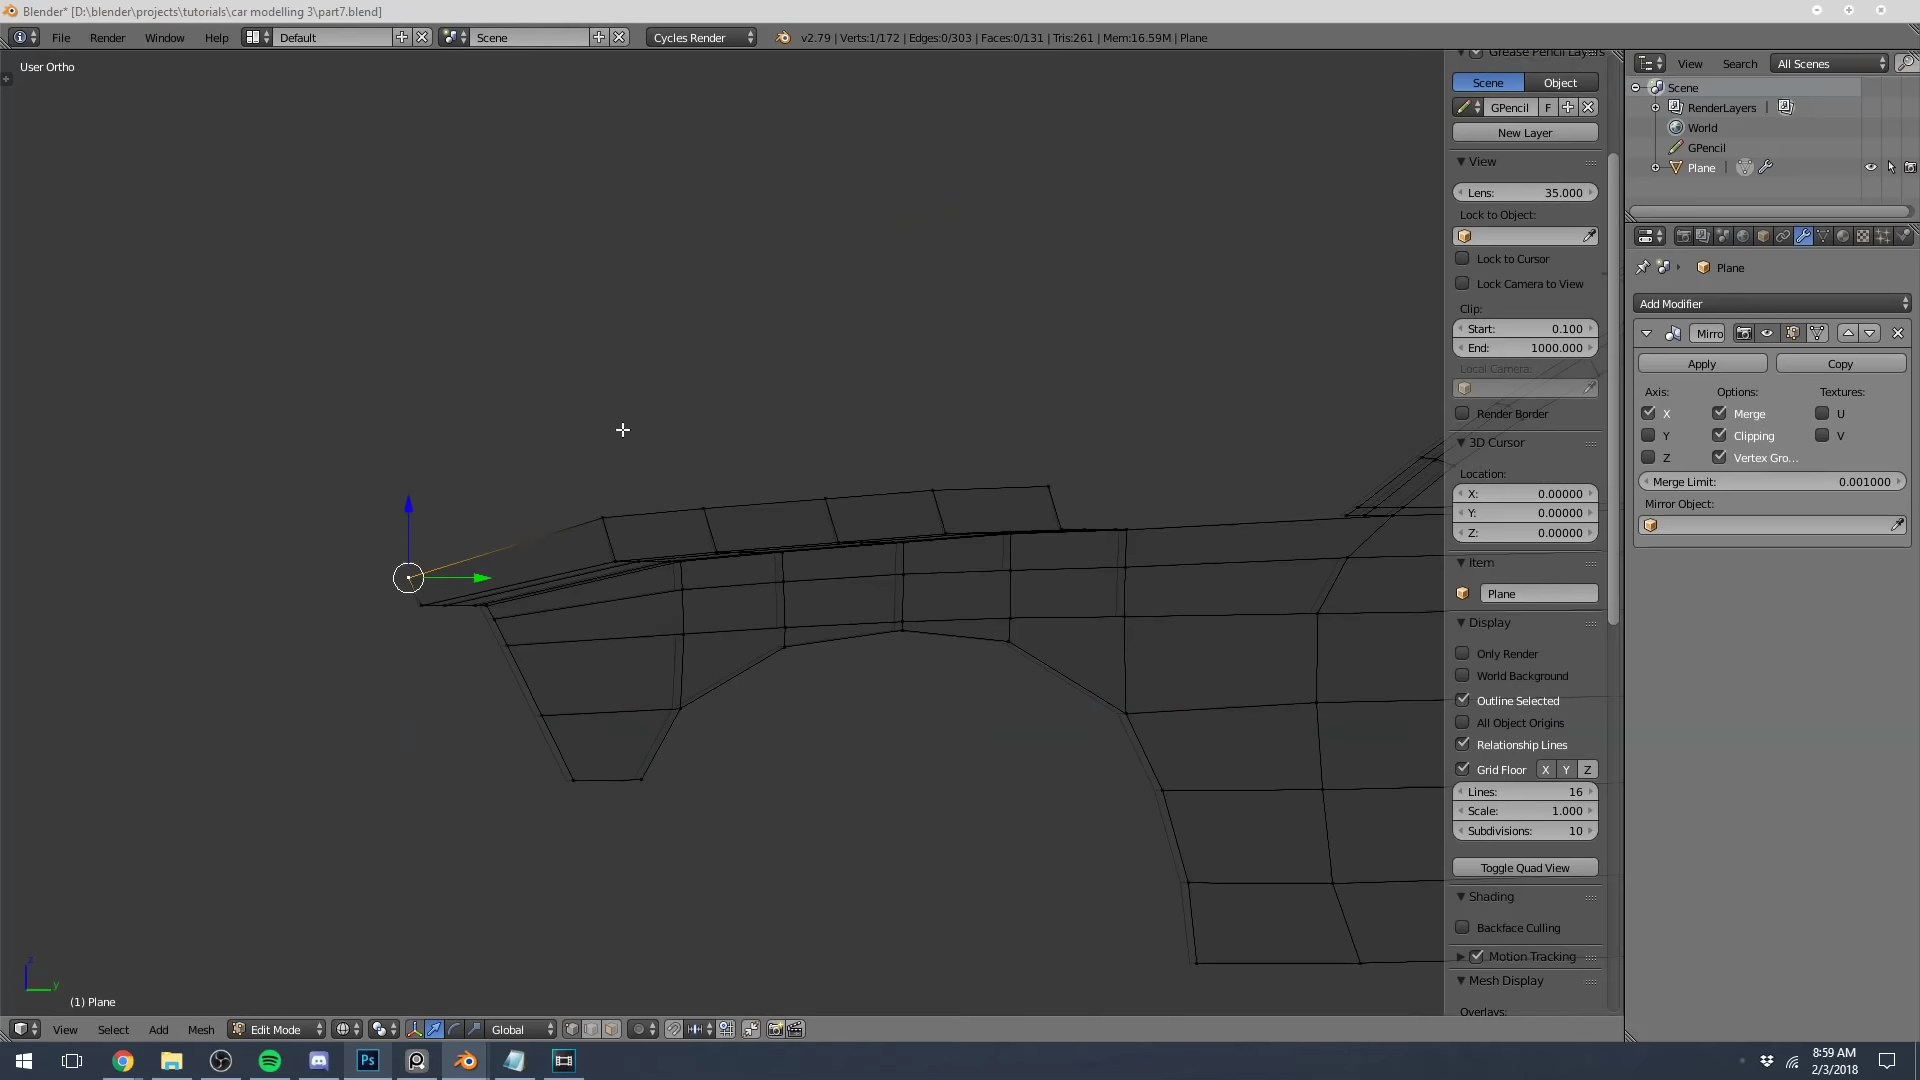 Blender* [D:\blender\projects\tutorials\car modelling 3\part7.blend]
File Render Window Help Default Scene Cycles Render v2.79 | Verts:1/172 | Edges:0/303 | Faces:0/131 | Tris:261 | Mem:16.59M | Plane
User Ortho
Grease Pencil Layers
Scene Object
GPencil F
New Layer
View
Lens: 35.000
Lock to Object:
Lock to Cursor
Lock Camera to View
Clip:
Start: 0.100
End: 1000.000
Local Camera:
Render Border
3D Cursor
Location:
X: 0.00000
Y: 0.00000
Z: 0.00000
Item
Plane
Display
Only Render
World Background
Outline Selected
All Object Origins
Relationship Lines
Grid Floor X Y Z
Lines: 16
Scale: 1.000
Subdivisions: 10
Toggle Quad View
Shading
Backface Culling
Motion Tracking
Mesh Display
Overlays:
View Search All Scenes
Scene
RenderLayers |
World
GPencil
Plane |
Plane
Add Modifier
Mirro
Apply Copy
Axis: Options: Textures:
X Merge U
Y Clipping V
Z Vertex Gro...
Merge Limit: 0.001000
Mirror Object:
z
y
(1) Plane
View Select Add Mesh Edit Mode Global
Ps
8:59 AM
2/3/2018